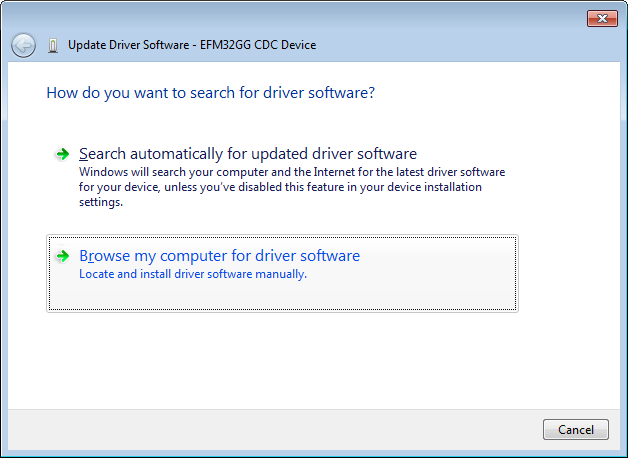 Update Driver Software - EFM32GG CDC Device
How do you want to search for driver software?
Search automatically for updated driver software
Windows will search your computer and the Internet for the latest driver software
for your device, unless you've disabled this feature in your device installation
settings.
Browse my computer for driver software
Locate and install driver software manually.
Cancel